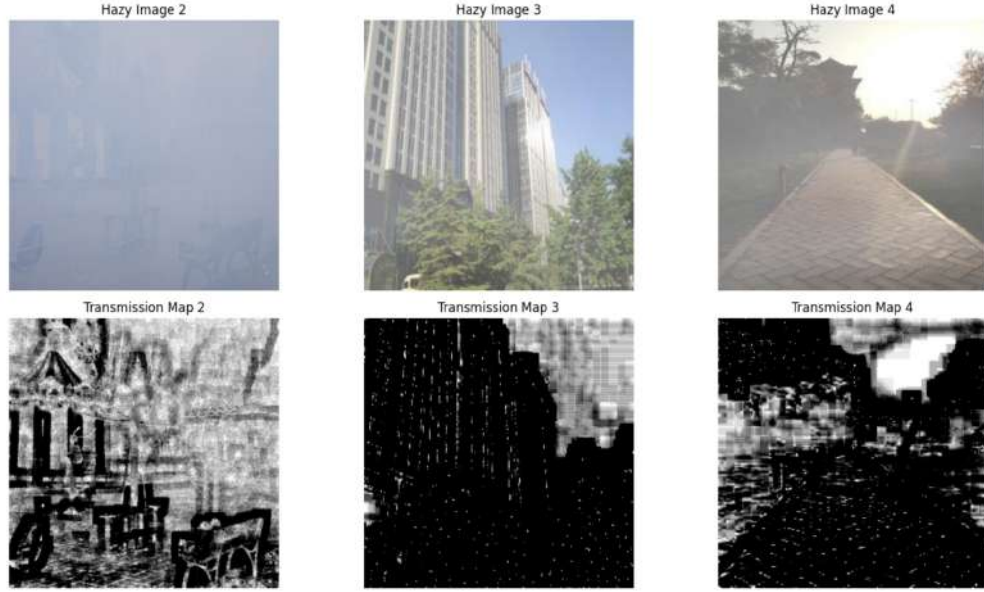 Hazy Image 2
Hazy Image 3
Hazy Image 4
Transmission Map 2
Transmission Map 3
Transmission Map 4